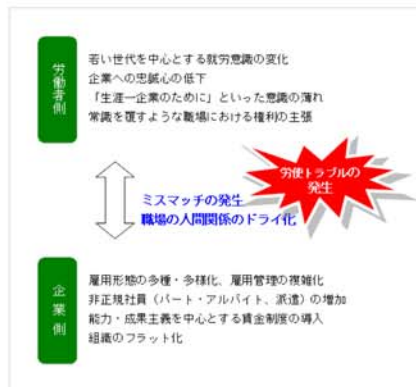 労働者側
若い世代を中心とする就労意識の変化
企業への忠誠心の低下
「生涯一企業のために」といった意識の薄れ
常識を覆すような職場における権利の主張
労使トラブルの
発生
ミスマッチの発生
職場の人間関係のドライ化
企業側
雇用形態の多種・多様化、雇用管理の複雑化
非正規社員（パート・アルバイト、派遣）の増加
能力・成果主義を中心とする賃金制度の導入
組織のフラット化